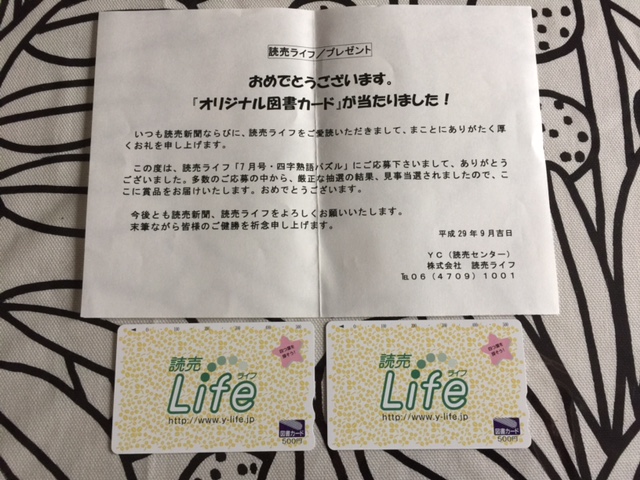 読売ライフ/プレゼント
おめでとうございます。
「オリジナル図書カード」が当たりました!
いつも読売新聞ならびに、読売ライフをご愛読いただきまして、まことにありがたく厚
くお礼を申し上げます。
この度は、読売ライフ「7月号・四字熟語パズル」にご応募下さいまして、ありがとう
ございました。多数のご応募の中から、厳正な抽選の結果、見事当選されましたので、こ
こに賞品をお届けいたします。おめでとうございます。
今後とも読売新聞、読売ライフをよろしくお願いいたします。
末筆ながら皆様のご健勝を祈念申し上げます。
平成29年9月吉日
YC(読売センター)
株式会社 読売ライフ
℡06(4709)1001
読売
Life
ライフ
http://www.y-life.jp
図書カード
500円
読売
Life
ライフ
http://www.y-life.jp
図書カード
500円